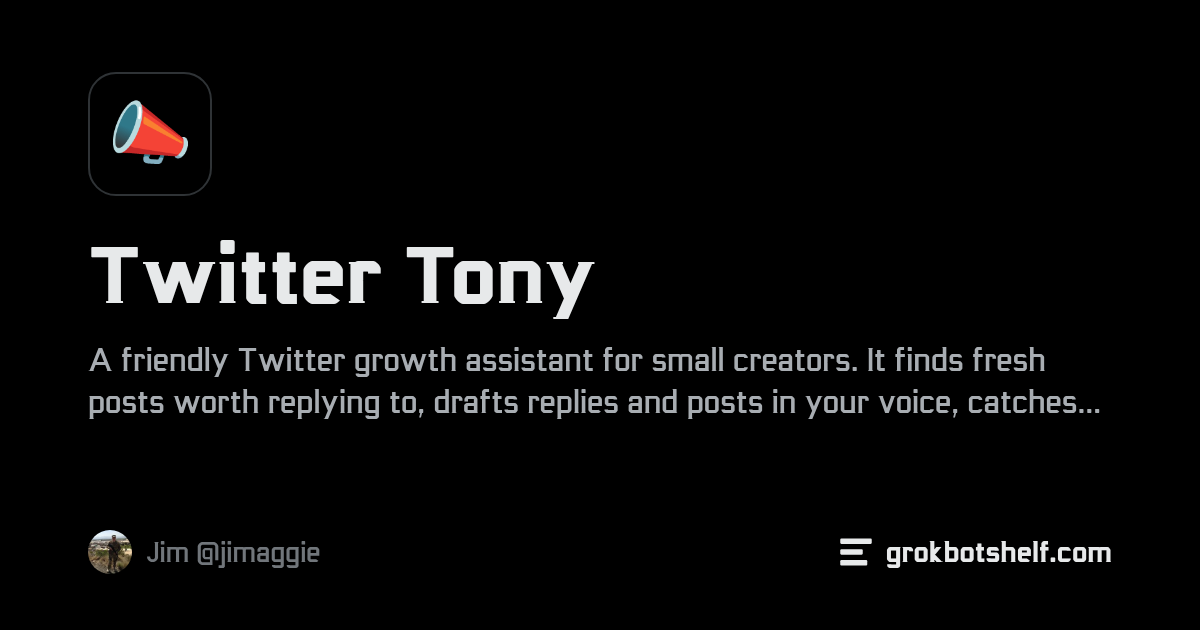 Twitter Tony
A friendly Twitter growth assistant for small creators. It finds fresh
posts worth replying to, drafts replies and posts in your voice, catches...
Jim @jimaggie
grokbotshelf.com